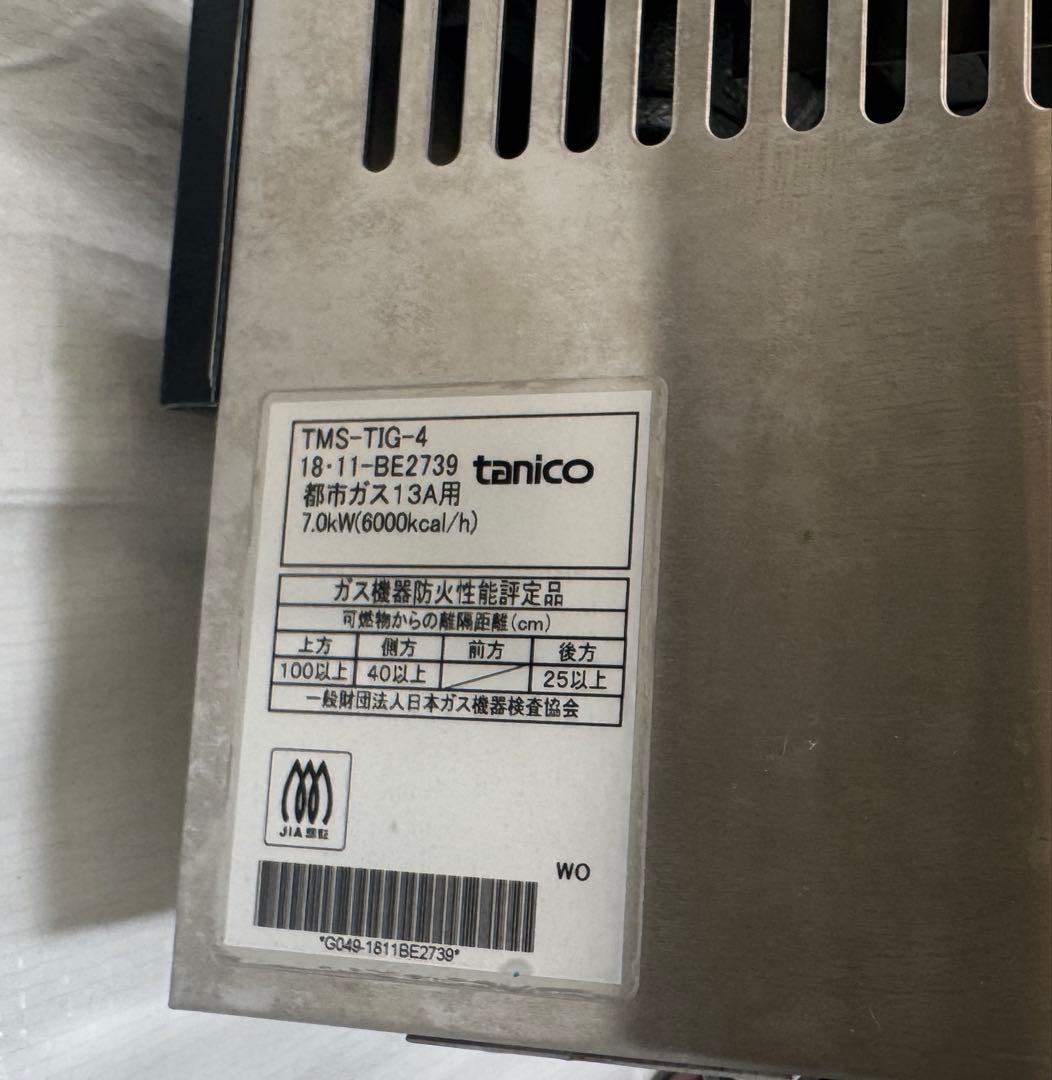 TMS-TIG-4
18・11-BE2739
tanico
都市ガス13A用
7.0kW(6000kcal/h)
ガス機器防火性能評定品
可燃物からの離隔距離(cm)
上方 側方 前方 後方
100以上 40以上 25以上
一般財団法人日本ガス機器検査協会
JIA 認証
WO
*G049-1811BE2739*